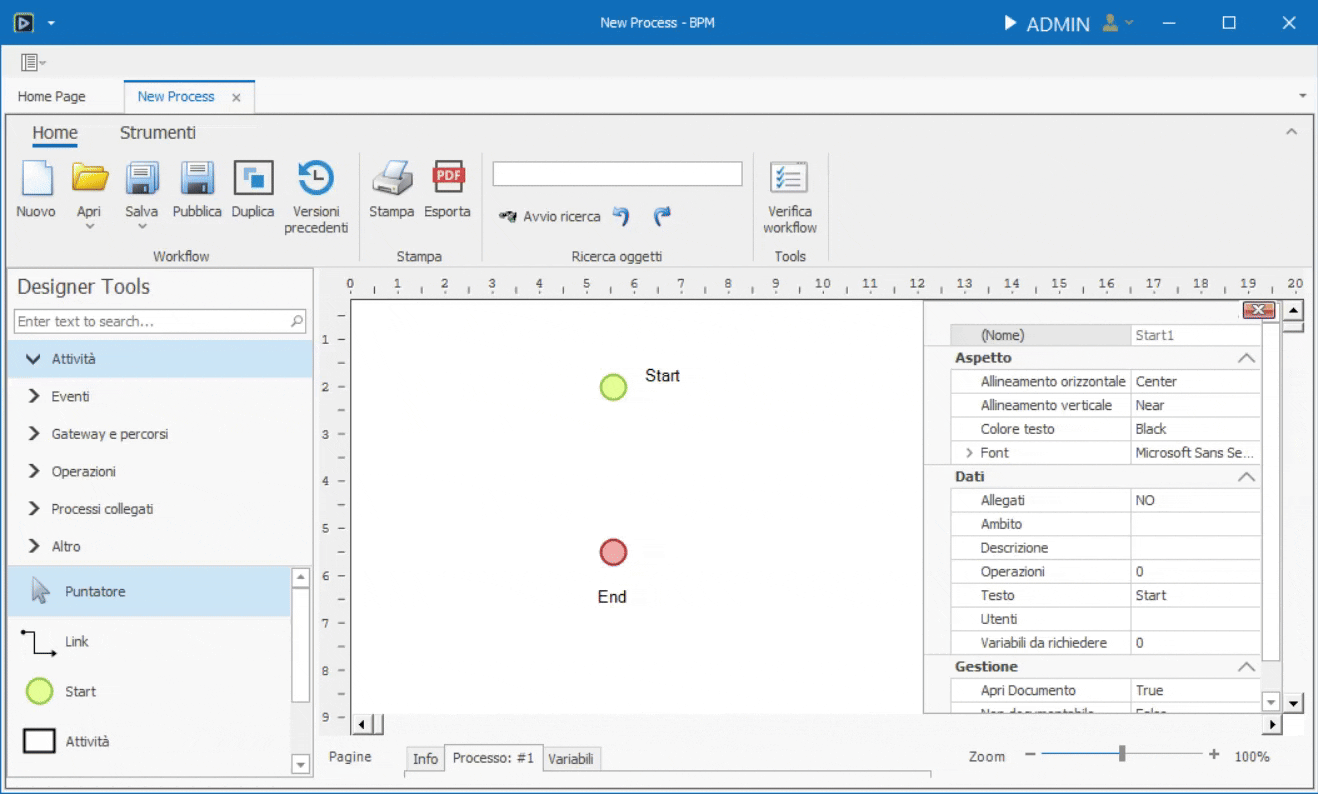 New Process - BPM
ADMIN
Home Page
New Process
Home
Strumenti
Nuovo
Apri
Salva
Pubblica
Duplica
Versioni
precedenti
Workflow
Stampa
Esporta
PDF
Stampa
Avvio ricerca
Ricerca oggetti
Verifica
workflow
Tools
Designer Tools
Enter text to search...
Attività
Eventi
Gateway e percorsi
Operazioni
Processi collegati
Altro
Puntatore
Link
Start
Attività
0 1 2 3 4 5 6 7 8 9 10 11 12 13 14 15 16 17 18 19 20
1
2
3
4
5
6
7
8
9
Start
End
(Nome) Start1
Aspetto
Allineamento orizzontale Center
Allineamento verticale Near
Colore testo Black
Font Microsoft Sans Se...
Dati
Allegati NO
Ambito
Descrizione
Operazioni 0
Testo Start
Utenti
Variabili da richiedere 0
Gestione
Apri Documento True
Pagine
Info
Processo: #1
Variabili
Zoom
100%